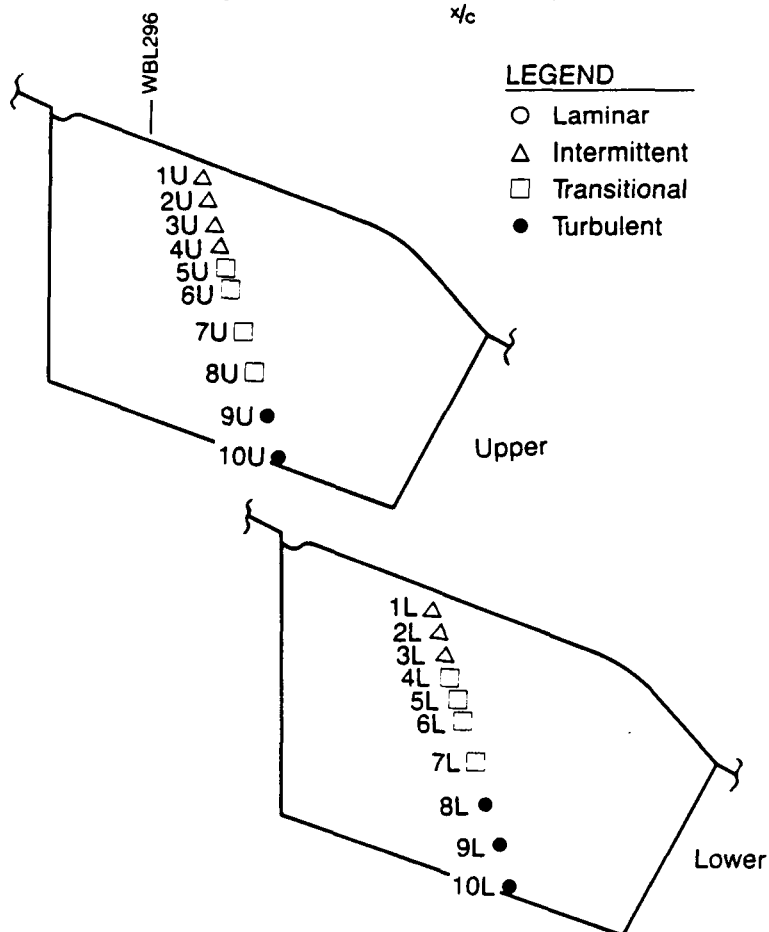 x/c
WBL296
LEGEND
Laminar
Intermittent
Transitional
Turbulent
1U
2U
3U
4U
5U
6U
7U
8U
9U
10U
Upper
1L
2L
3L
4L
5L
6L
7L
8L
9L
10L
Lower